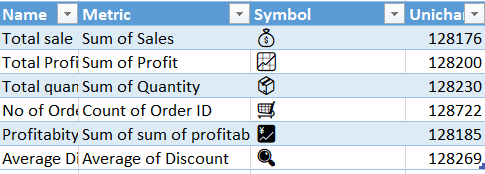 Name Metric Symbol Unichar
Total sale Sum of Sales 128176
Total Profi Sum of Profit 128200
Total quan Sum of Quantity 128230
No of Orde Count of Order ID 128722
Profitabity Sum of sum of profitab 128185
Average Di Average of Discount 128269